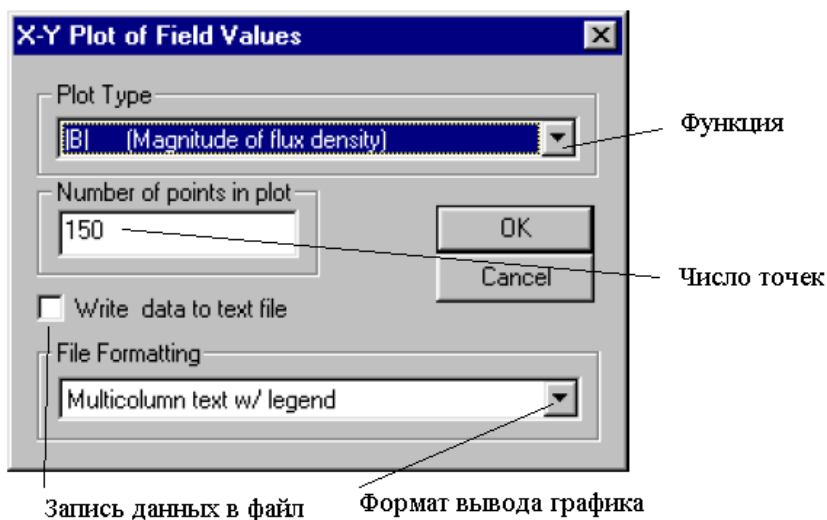 X-Y Plot of Field Values
Plot Type
|B| (Magnitude of flux density)
Функция
Number of points in plot
150
OK
Cancel
Число точек
Write data to text file
File Formatting
Multicolumn text w/ legend
Запись данных в файл
Формат вывода графика